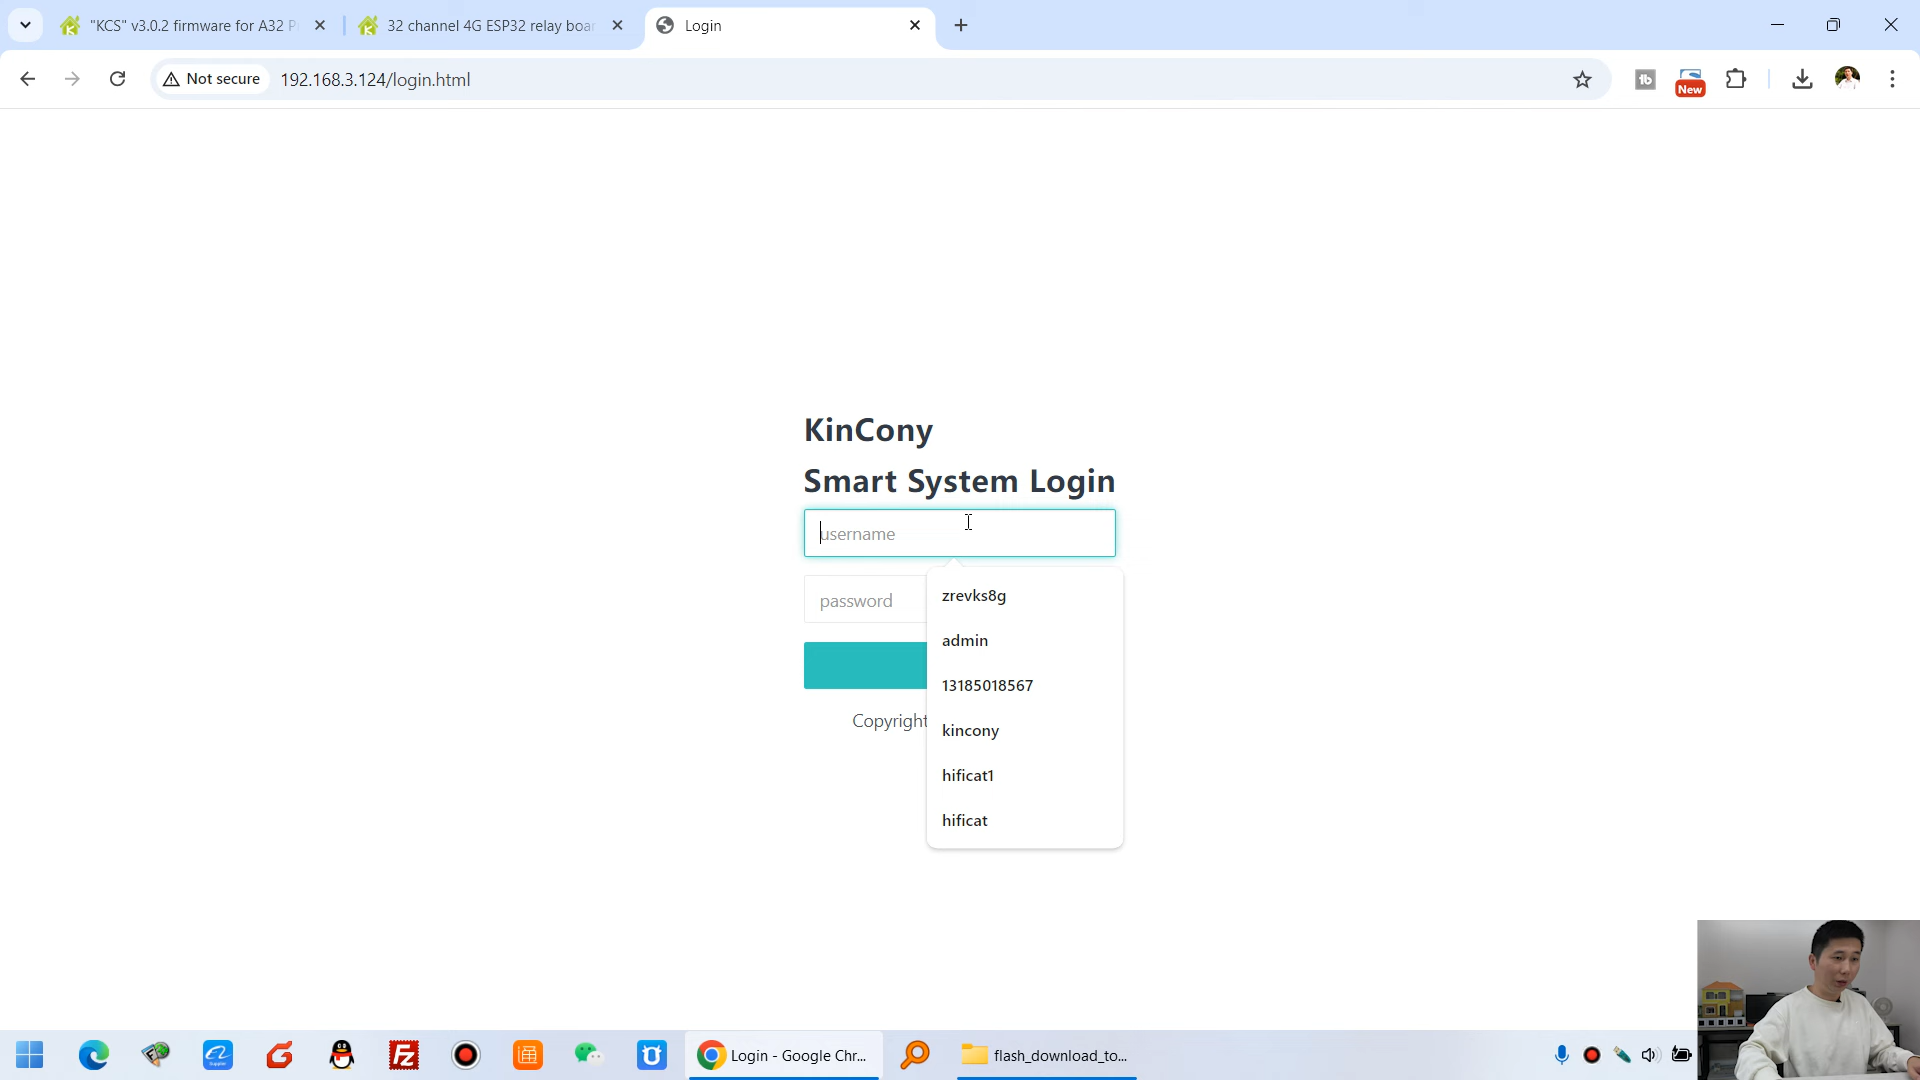 "KCS" v3.0.2 firmware for A32 P
32 channel 4G ESP32 relay boar
Login
Not secure
192.168.3.124/login.html
tb
New
KinCony
Smart System Login
username
password
zrevks8g
admin
13185018567
kincony
hificat1
hificat
Copyright
Login - Google Chr...
flash_download_to...